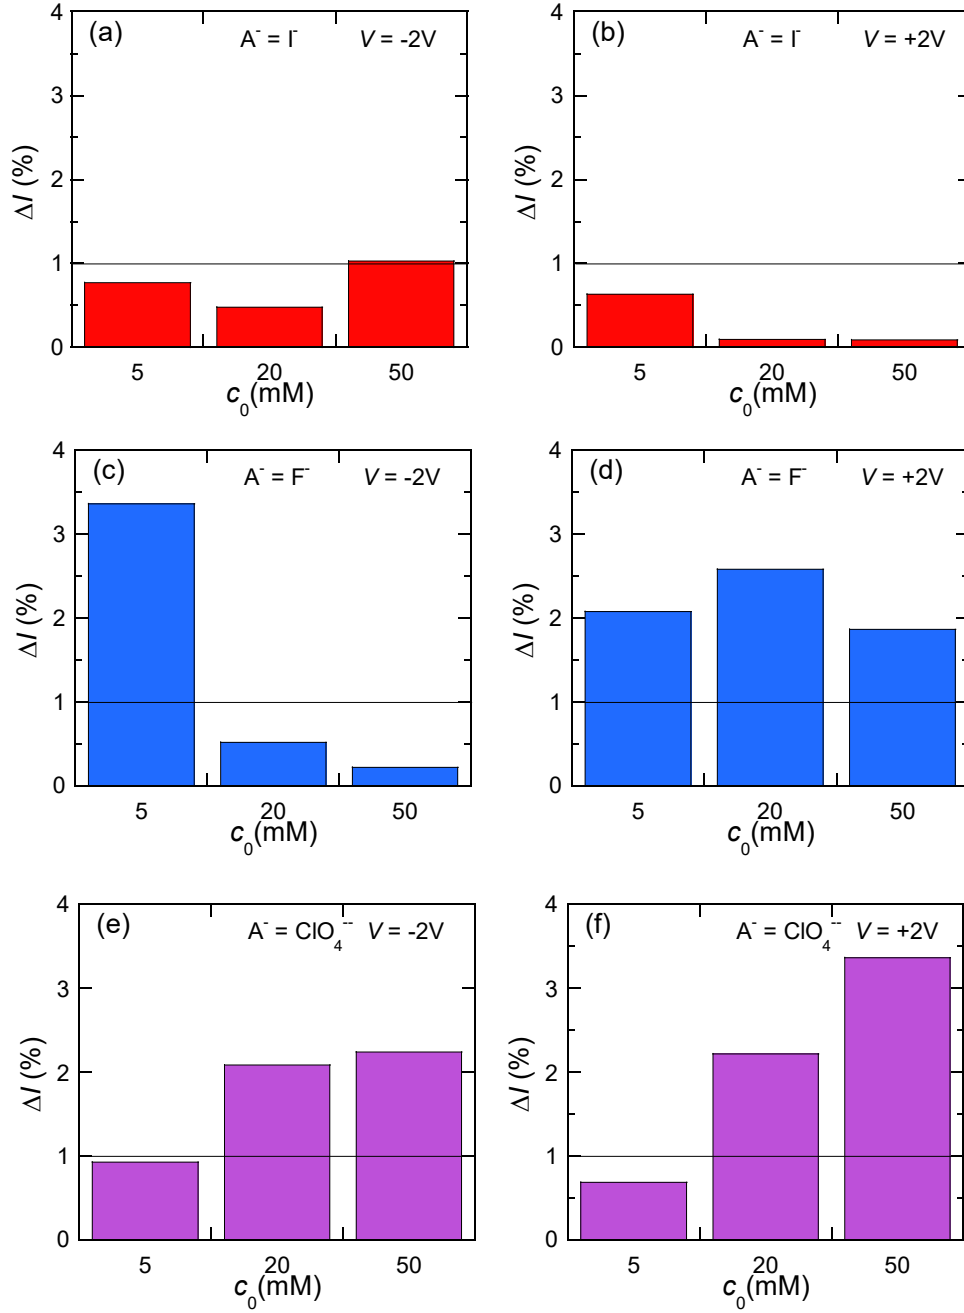 (a) A⁻ = I⁻ V = -2V
4
3
2
1
0
ΔI (%)
5 20 50
c₀(mM)
(b) A⁻ = I⁻ V = +2V
4
3
2
1
0
ΔI (%)
5 20 50
c₀(mM)
(c) A⁻ = F⁻ V = -2V
4
3
2
1
0
ΔI (%)
5 20 50
c₀(mM)
(d) A⁻ = F⁻ V = +2V
4
3
2
1
0
ΔI (%)
5 20 50
c₀(mM)
(e) A⁻ = ClO₄⁻⁻ V = -2V
4
3
2
1
0
ΔI (%)
5 20 50
c₀(mM)
(f) A⁻ = ClO₄⁻⁻ V = +2V
4
3
2
1
0
ΔI (%)
5 20 50
c₀(mM)